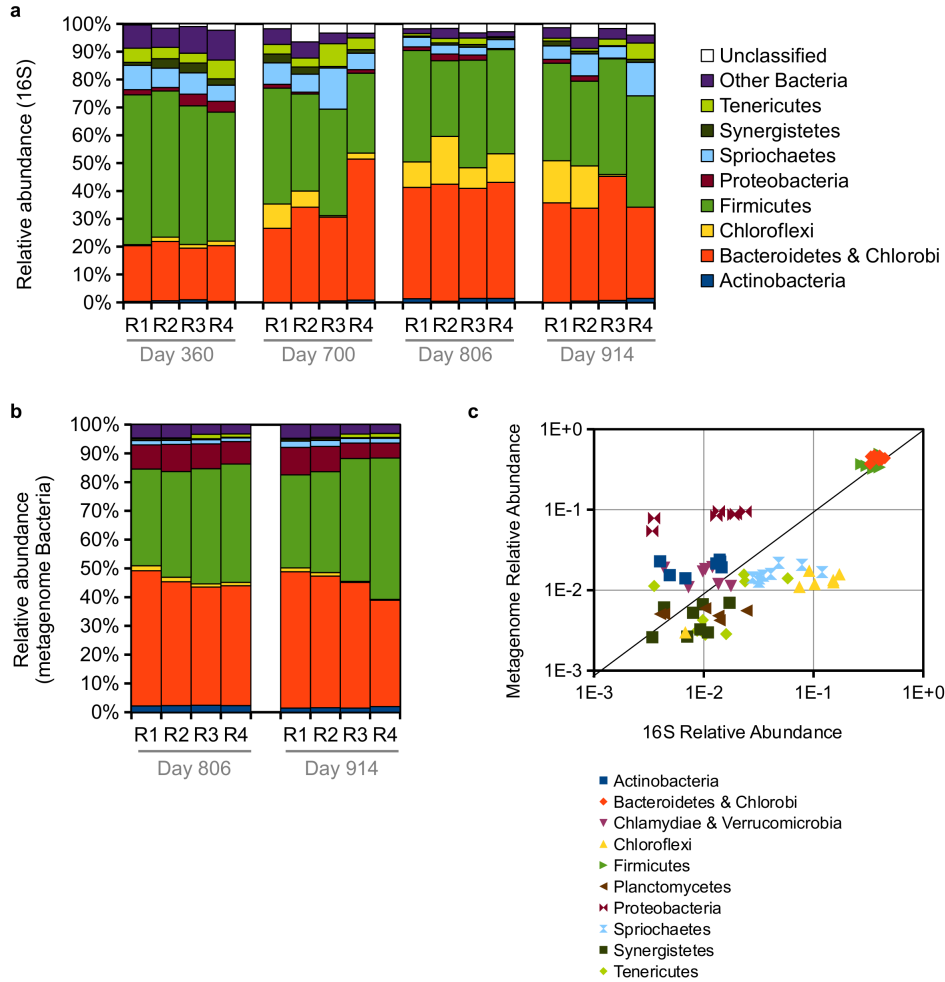 a
Relative abundance (16S)
100%
90%
80%
70%
60%
50%
40%
30%
20%
10%
0%
R1 R2 R3 R4 R1 R2 R3 R4 R1 R2 R3 R4 R1 R2 R3 R4
Day 360 Day 700 Day 806 Day 914
Unclassified
Other Bacteria
Tenericutes
Synergistetes
Spriochaetes
Proteobacteria
Firmicutes
Chloroflexi
Bacteroidetes & Chlorobi
Actinobacteria
b
Relative abundance
(metagenome Bacteria)
100%
90%
80%
70%
60%
50%
40%
30%
20%
10%
0%
R1 R2 R3 R4 R1 R2 R3 R4
Day 806 Day 914
c
Metagenome Relative Abundance
1E+0
1E-1
1E-2
1E-3
1E-3 1E-2 1E-1 1E+0
16S Relative Abundance
Actinobacteria
Bacteroidetes & Chlorobi
Chlamydiae & Verrucomicrobia
Chloroflexi
Firmicutes
Planctomycetes
Proteobacteria
Spriochaetes
Synergistetes
Tenericutes